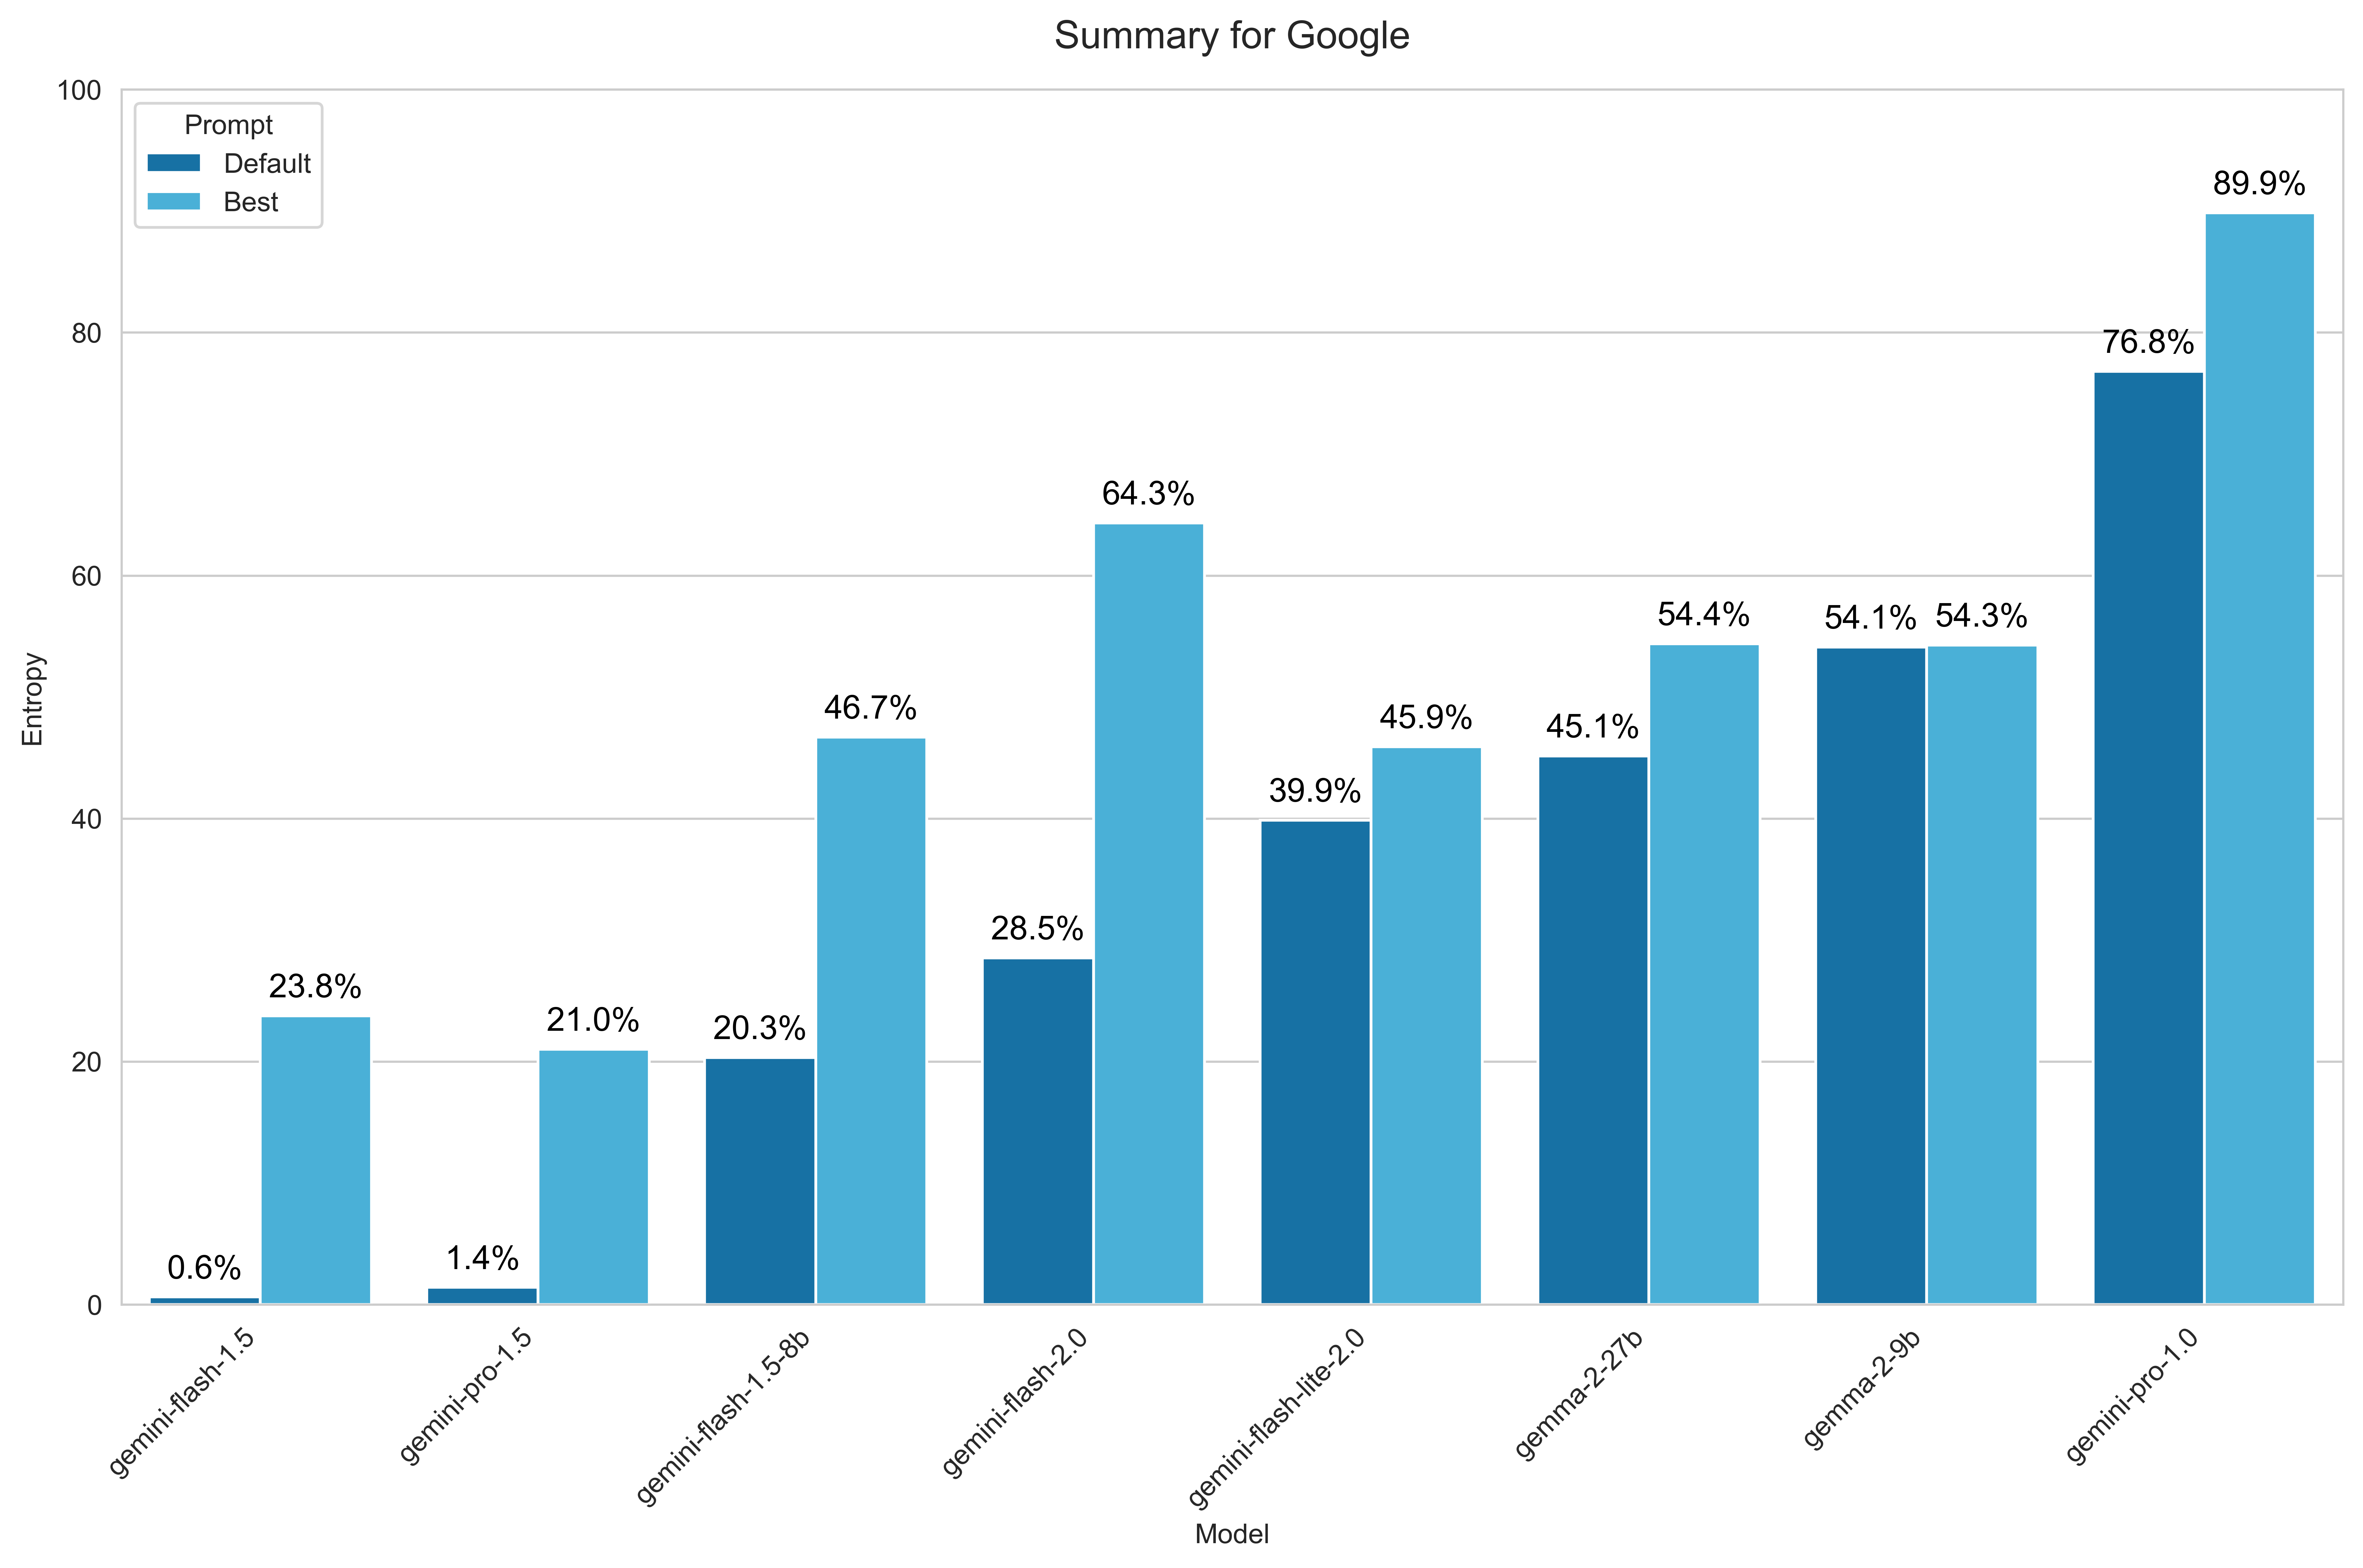 Summary for Google
100
80
60
40
20
0
Entropy
Prompt
Default
Best
0.6%
23.8%
1.4%
21.0%
20.3%
46.7%
28.5%
64.3%
39.9%
45.9%
45.1%
54.4%
54.1%
54.3%
76.8%
89.9%
gemini-flash-1.5
gemini-pro-1.5
gemini-flash-1.5-8b
gemini-flash-2.0
gemini-flash-lite-2.0
gemma-2-27b
gemma-2-9b
gemini-pro-1.0
Model